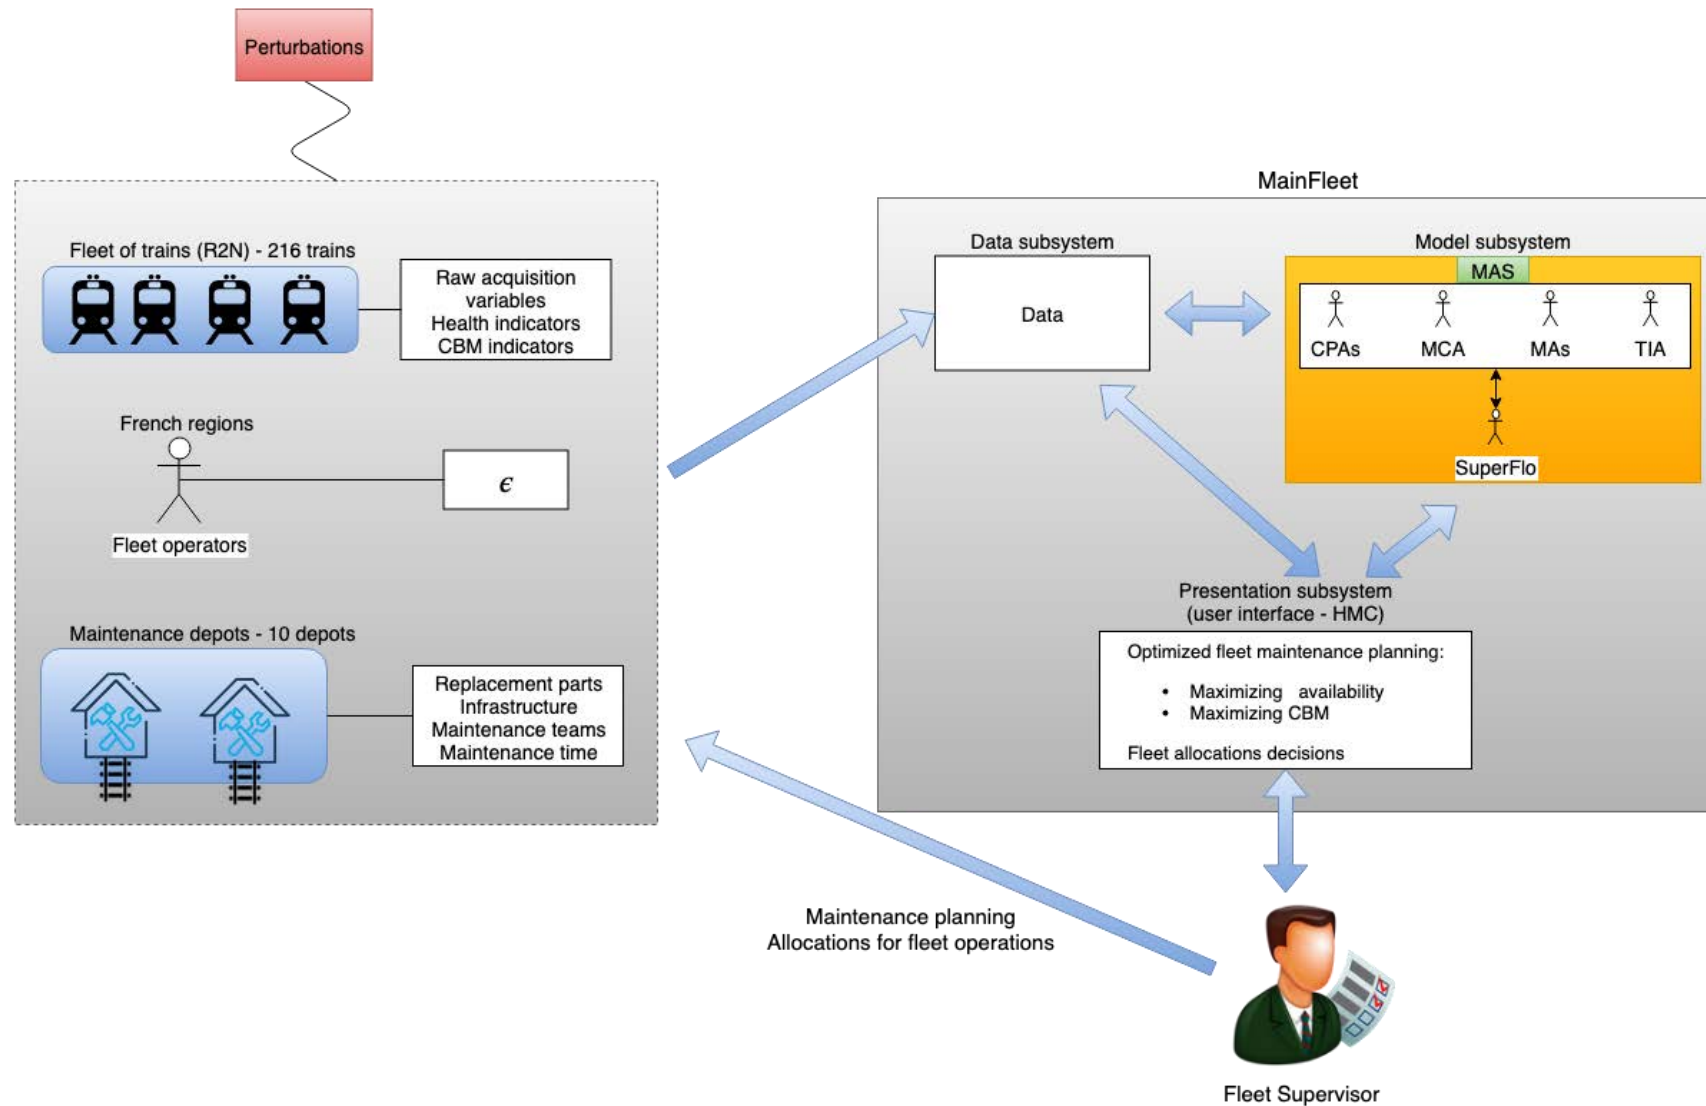 Perturbations
Fleet of trains (R2N) - 216 trains
Raw acquisition
variables
Health indicators
CBM indicators
French regions
ϵ
Fleet operators
Maintenance depots - 10 depots
Replacement parts
Infrastructure
Maintenance teams
Maintenance time
MainFleet
Data subsystem
Data
Model subsystem
MAS
CPAs
MCA
MAs
TIA
SuperFlo
Presentation subsystem
(user interface - HMC)
Optimized fleet maintenance planning:
• Maximizing availability
• Maximizing CBM
Fleet allocations decisions
Maintenance planning
Allocations for fleet operations
Fleet Supervisor